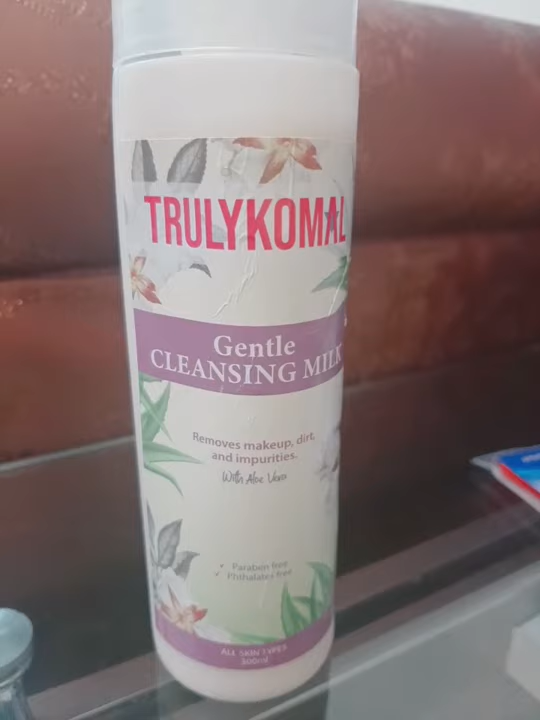 TRULYKOMAL
Gentle
CLEANSING MILK
Removes makeup, dirt,
and impurities.
With Aloe Vera
✓ Paraben free
✓ Phthalates free
ALL SKIN TYPES
300ml